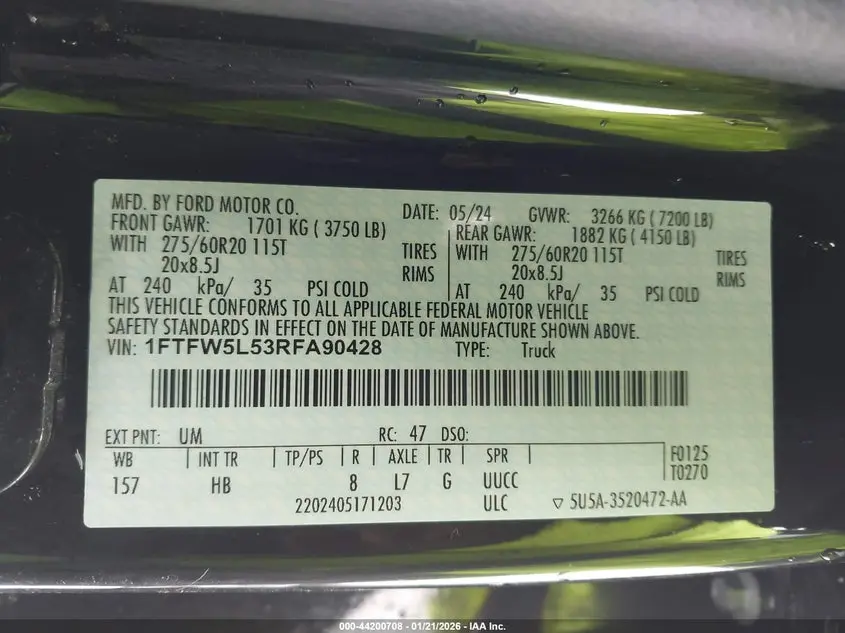 MFD. BY FORD MOTOR CO. DATE: 05/24 GVWR: 3266 KG ( 7200 LB)
FRONT GAWR: 1701 KG ( 3750 LB) REAR GAWR: 1882 KG ( 4150 LB)
WITH 275/60R20 115T TIRES WITH 275/60R20 115T TIRES
20x8.5J RIMS 20x8.5J RIMS
AT 240 kPa/ 35 PSI COLD AT 240 kPa/ 35 PSI COLD
THIS VEHICLE CONFORMS TO ALL APPLICABLE FEDERAL MOTOR VEHICLE
SAFETY STANDARDS IN EFFECT ON THE DATE OF MANUFACTURE SHOWN ABOVE.
VIN: 1FTFW5L53RFA90428 TYPE: Truck
EXT PNT: UM RC: 47 DSO:
WB INT TR TP/PS R AXLE TR SPR F0125
157 HB 8 L7 G UUCC T0270
2202405171203 ULC ▽ 5U5A-3520472-AA
000-44200708 - 01/21/2026 - IAA Inc.